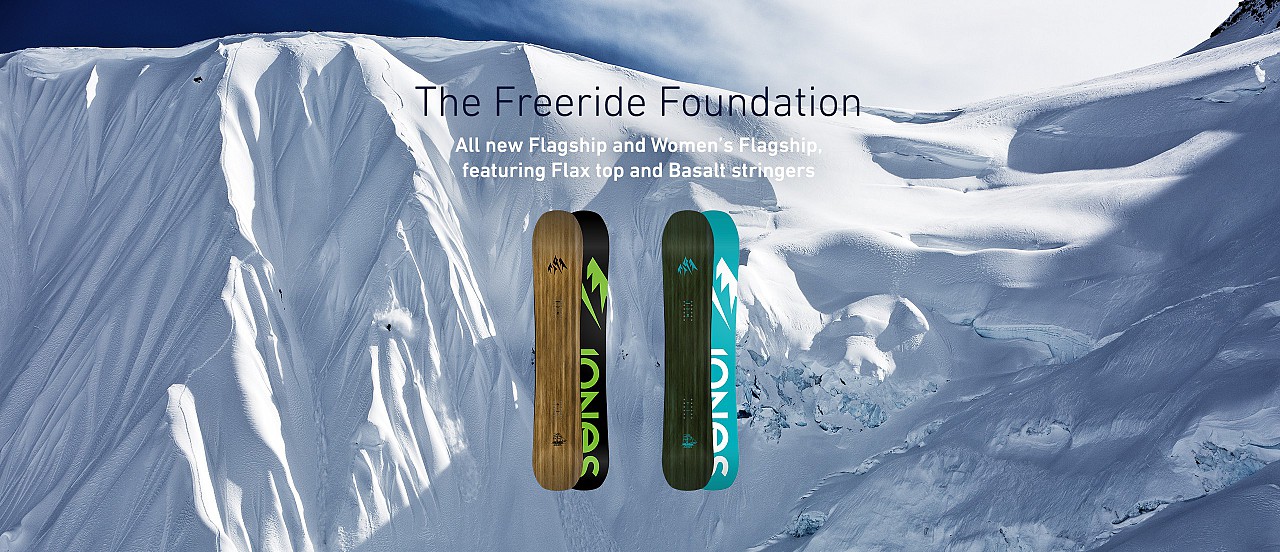 The Freeride Foundation
All new Flagship and Women's Flagship,
featuring Flax top and Basalt stringers
JONES
JONES